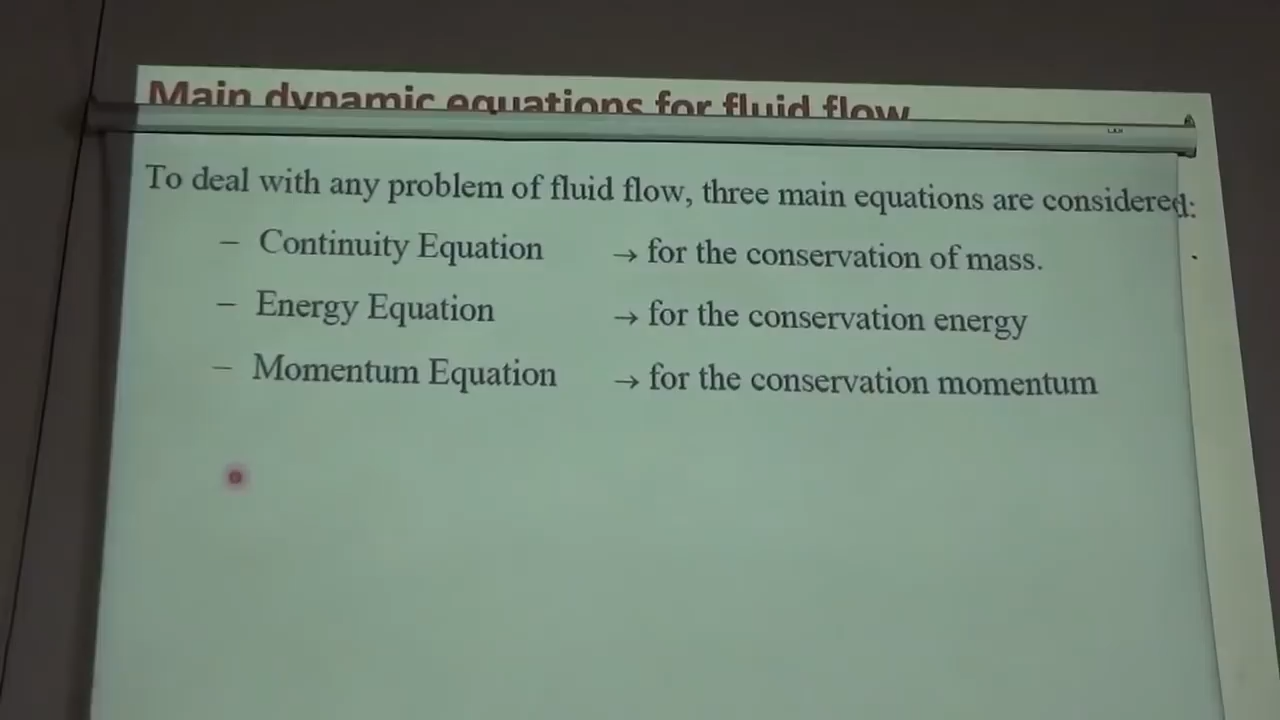 Main dynamic equations for fluid flow
To deal with any problem of fluid flow, three main equations are considered:
– Continuity Equation → for the conservation of mass.
– Energy Equation → for the conservation energy
– Momentum Equation → for the conservation momentum